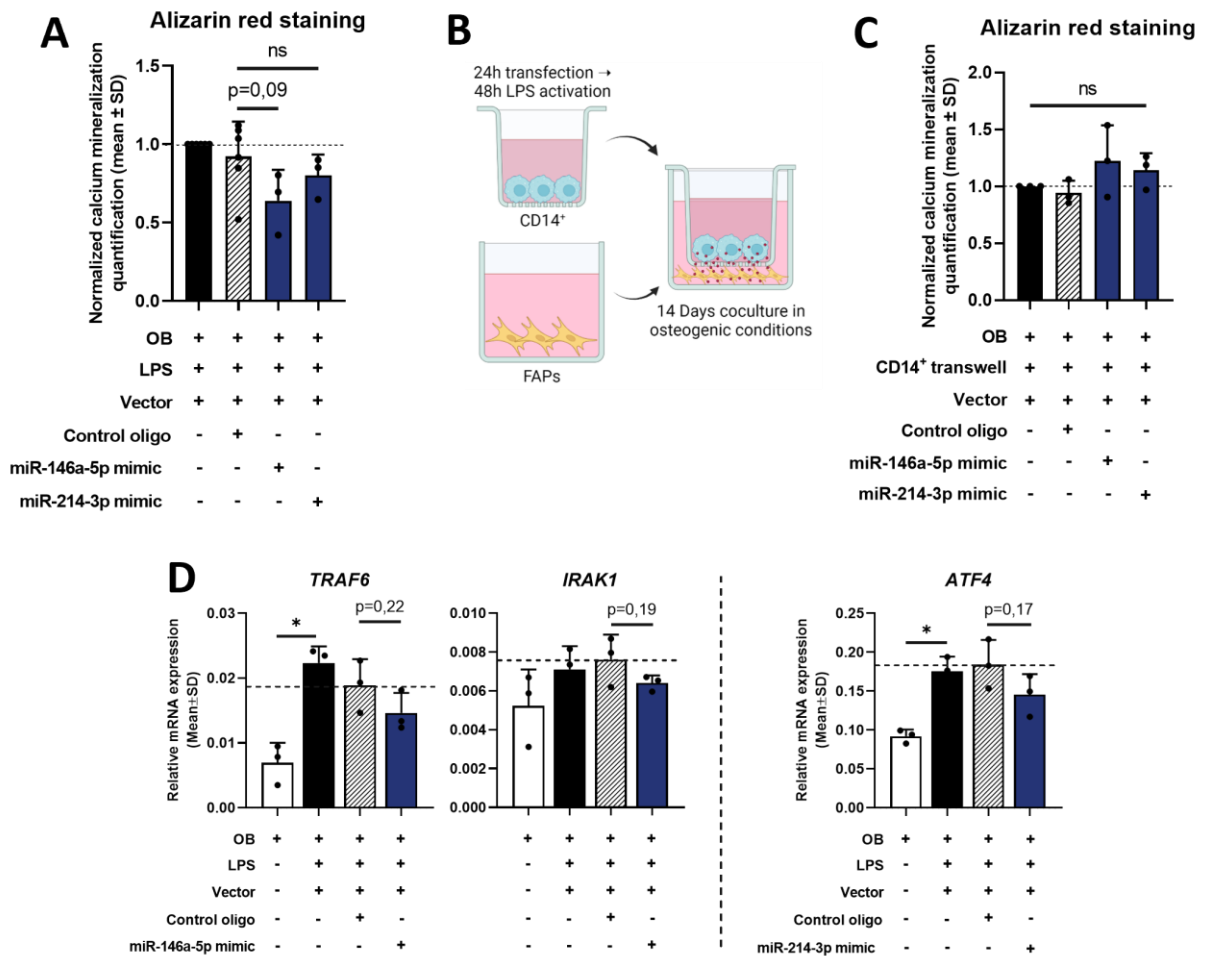 A
Alizarin red staining
Normalized calcium mineralization
quantification (mean ± SD)
1.5
1.0
0.5
0.0
ns
p=0,09
OB + + + +
LPS + + + +
Vector + + + +
Control oligo - + - -
miR-146a-5p mimic - - + -
miR-214-3p mimic - - - +
B
24h transfection →
48h LPS activation
CD14⁺
FAPs
14 Days coculture in
osteogenic conditions
C
Alizarin red staining
Normalized calcium mineralization
quantification (mean ± SD)
2.0
1.5
1.0
0.5
0.0
ns
OB + + + +
CD14⁺ transwell + + + +
Vector + + + +
Control oligo - + - -
miR-146a-5p mimic - - + -
miR-214-3p mimic - - - +
D
TRAF6
Relative mRNA expression
(Mean±SD)
0.03
0.02
0.01
0.00
*
p=0,22
OB + + + +
LPS - + + +
Vector - + + +
Control oligo - - + -
miR-146a-5p mimic - - - +
IRAK1
0.010
0.008
0.006
0.004
0.002
0.000
p=0,19
+ + + +
- + + +
- + + +
- - + -
- - - +
ATF4
Relative mRNA expression
(Mean±SD)
0.25
0.20
0.15
0.10
0.05
0.00
*
p=0,17
OB + + + +
LPS - + + +
Vector - + + +
Control oligo - - + -
miR-214-3p mimic - - - +